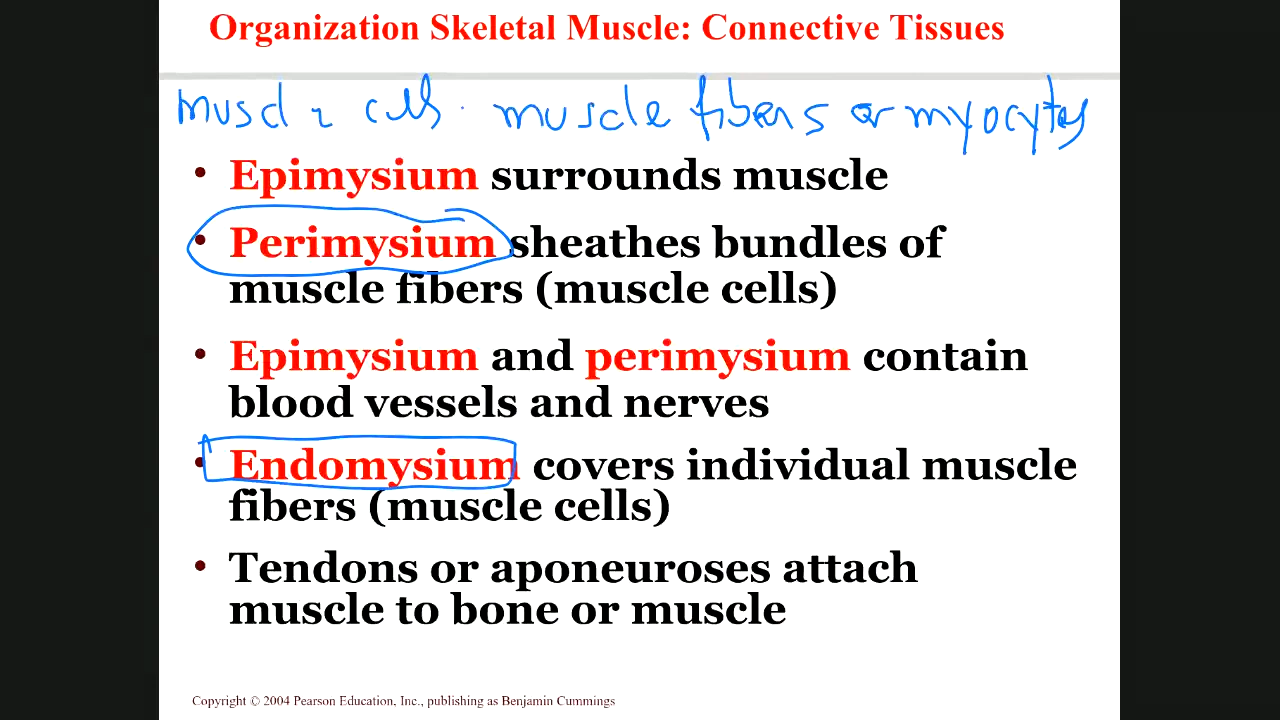 Organization Skeletal Muscle: Connective Tissues
cells. muscle fibers or myocytes
• Epimysium surrounds muscle
• Perimysium sheathes bundles of
muscle fibers (muscle cells)
• Epimysium and perimysium contain
blood vessels and nerves
• Endomysium covers individual muscle
fibers (muscle cells)
• Tendons or aponeuroses attach
muscle to bone or muscle
Copyright © 2004 Pearson Education, Inc., publishing as Benjamin Cummings